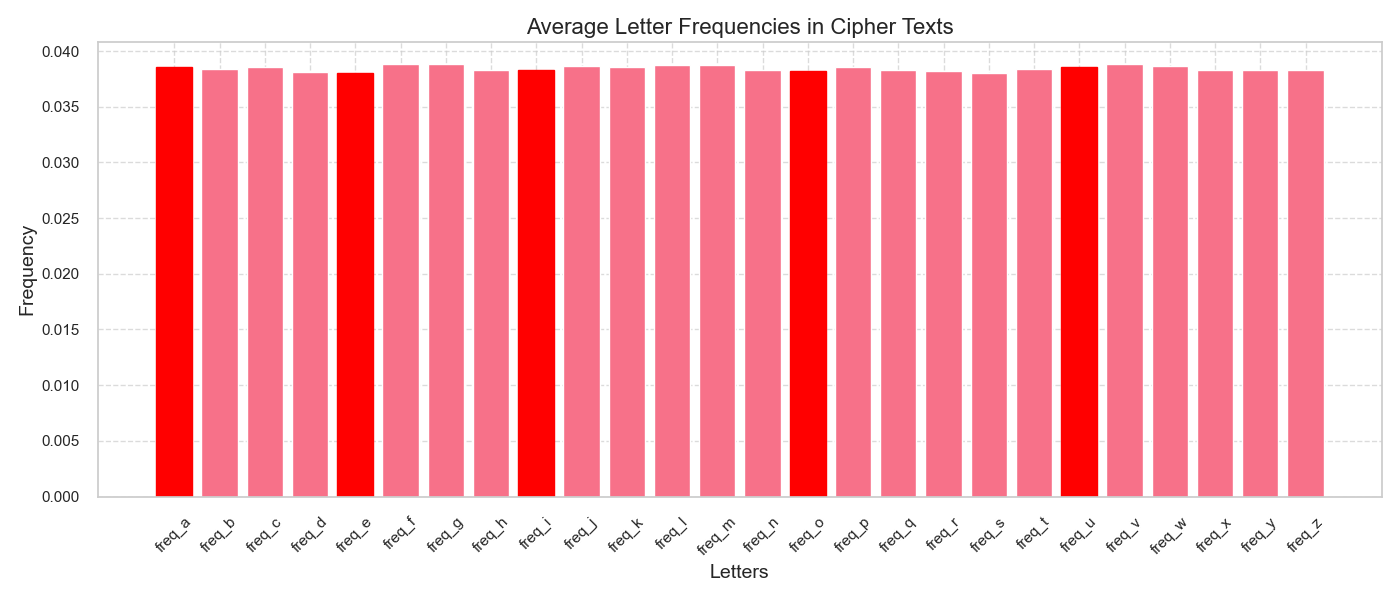 Average Letter Frequencies in Cipher Texts
Frequency
0.040
0.035
0.030
0.025
0.020
0.015
0.010
0.005
0.000
freq_a
freq_b
freq_c
freq_d
freq_e
freq_f
freq_g
freq_h
freq_i
freq_j
freq_k
freq_l
freq_m
freq_n
freq_o
freq_p
freq_q
freq_r
freq_s
freq_t
freq_u
freq_v
freq_w
freq_x
freq_y
freq_z
Letters